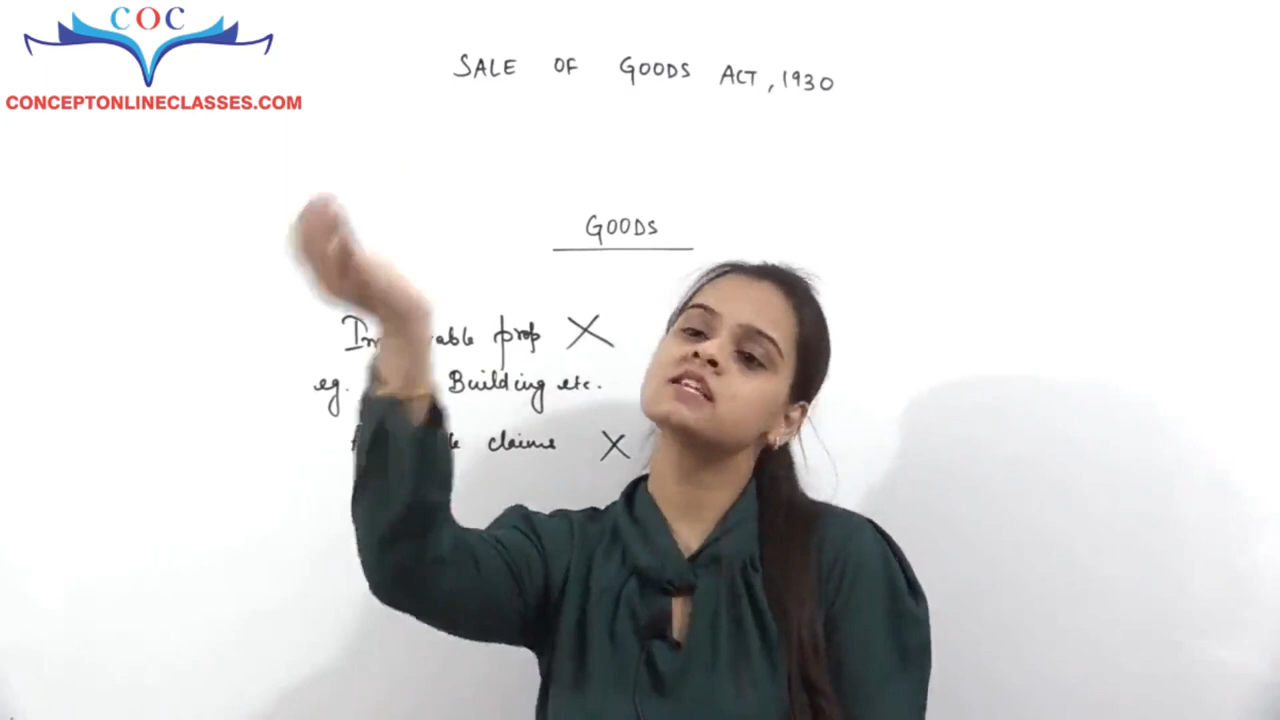 COC
CONCEPTONLINECLASSES.COM
SALE OF GOODS ACT, 1930
GOODS
prop X
eg. Building etc.
claims X